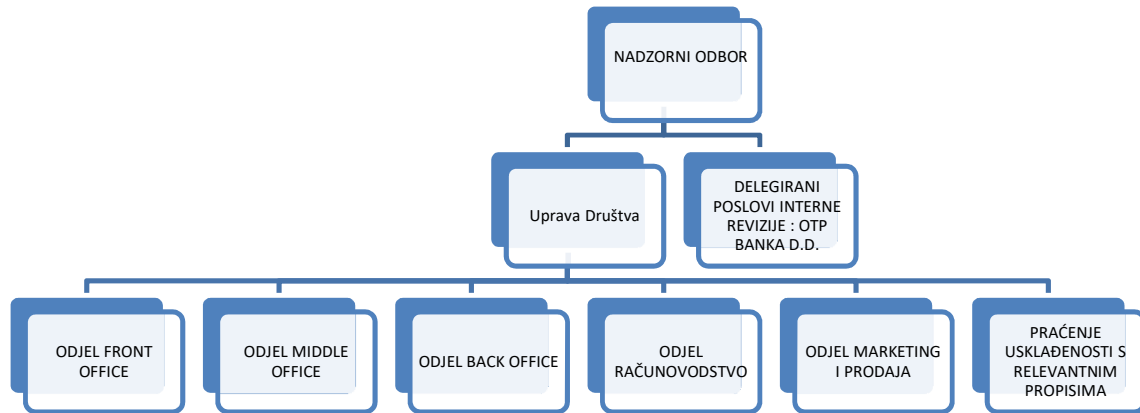 NADZORNI ODBOR
Uprava Društva
DELEGIRANI
POSLOVI INTERNE
REVIZIJE : OTP
BANKA D.D.
ODJEL FRONT
OFFICE
ODJEL MIDDLE
OFFICE
ODJEL BACK OFFICE
ODJEL
RAČUNOVODSTVO
ODJEL MARKETING
I PRODAJA
PRAĆENJE
USKLAĐENOSTI S
RELEVANTNIM
PROPISIMA